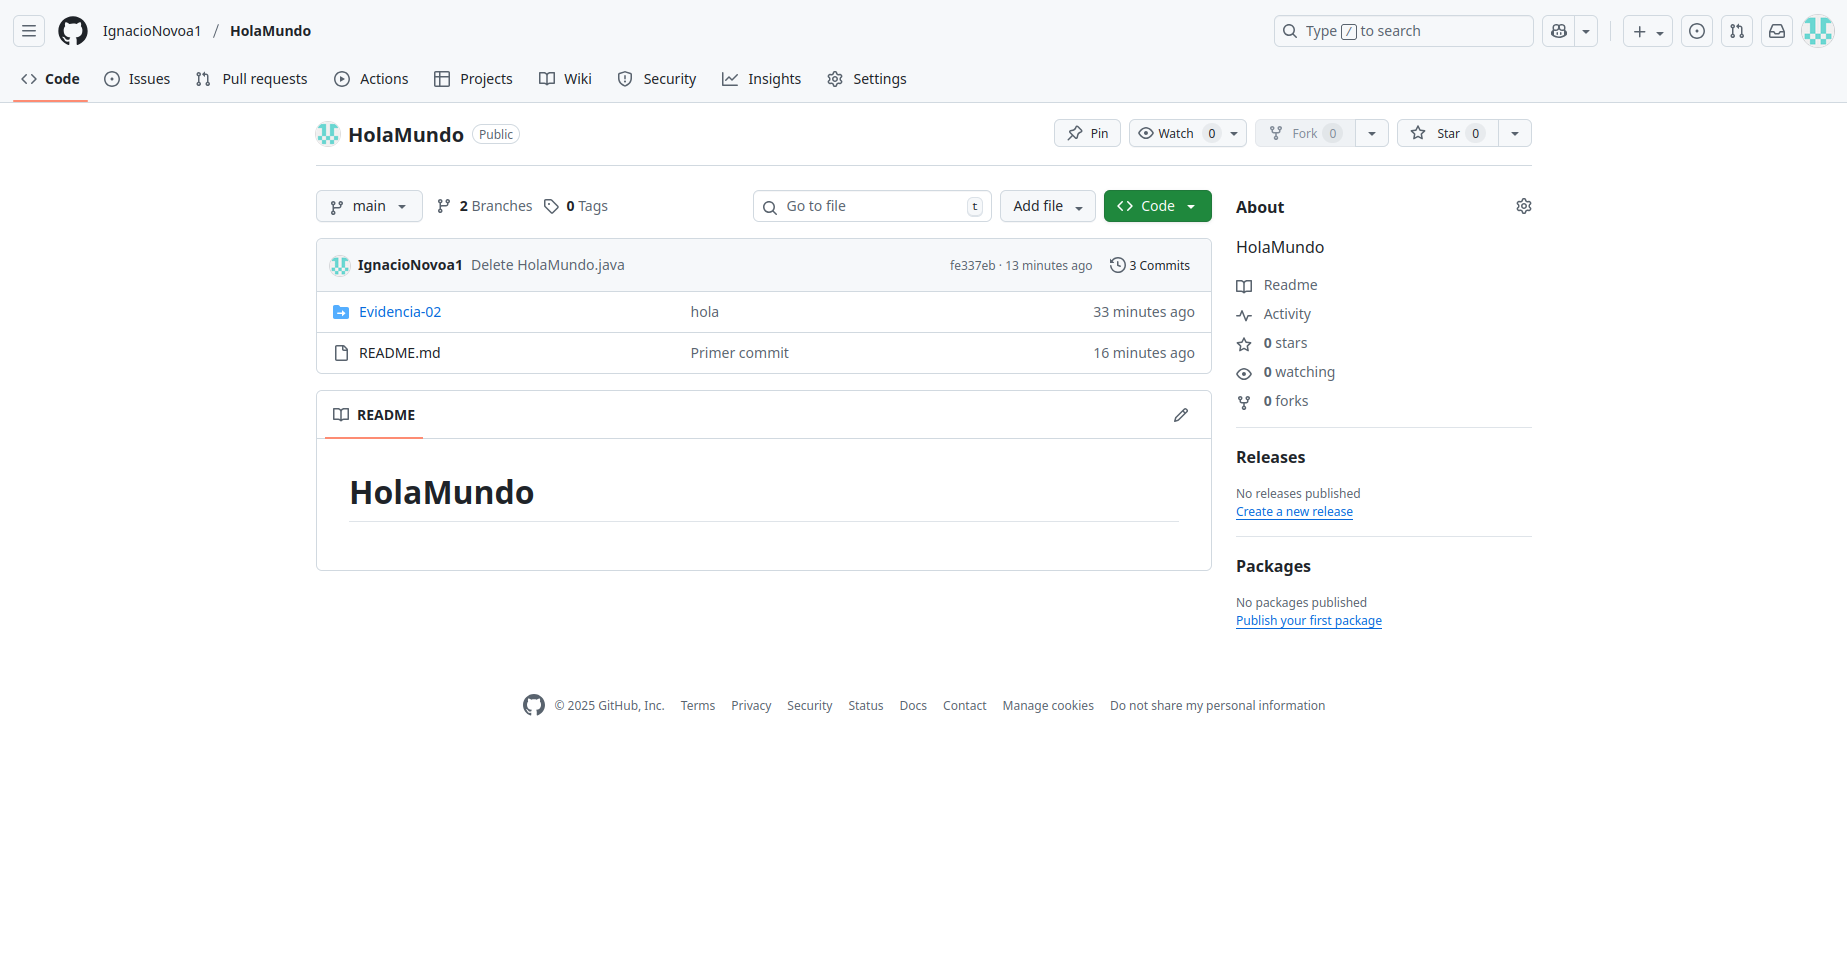 IgnacioNovoa1 / HolaMundo
Type / to search
Code Issues Pull requests Actions Projects Wiki Security Insights Settings
HolaMundo Public
Pin Watch 0 Fork 0 Star 0
main 2 Branches 0 Tags
Go to file t Add file Code
IgnacioNovoa1 Delete HolaMundo.java fe337eb · 13 minutes ago 3 Commits
Evidencia-02 hola 33 minutes ago
README.md Primer commit 16 minutes ago
README
HolaMundo
About
HolaMundo
Readme
Activity
0 stars
0 watching
0 forks
Releases
No releases published
Create a new release
Packages
No packages published
Publish your first package
© 2025 GitHub, Inc. Terms Privacy Security Status Docs Contact Manage cookies Do not share my personal information